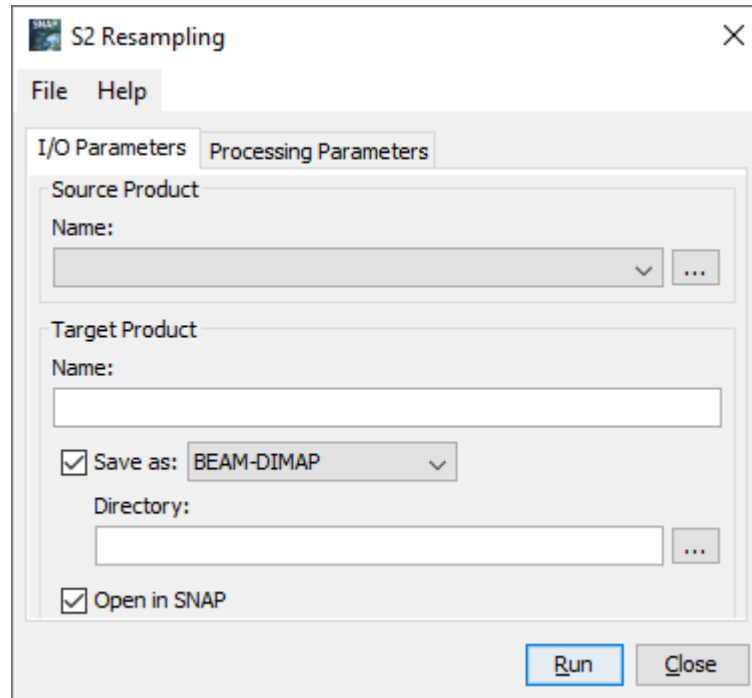 SNAP
S2 Resampling
File Help
I/O Parameters Processing Parameters
Source Product
Name:
...
Target Product
Name:
Save as: BEAM-DIMAP
Directory:
...
Open in SNAP
Run Close